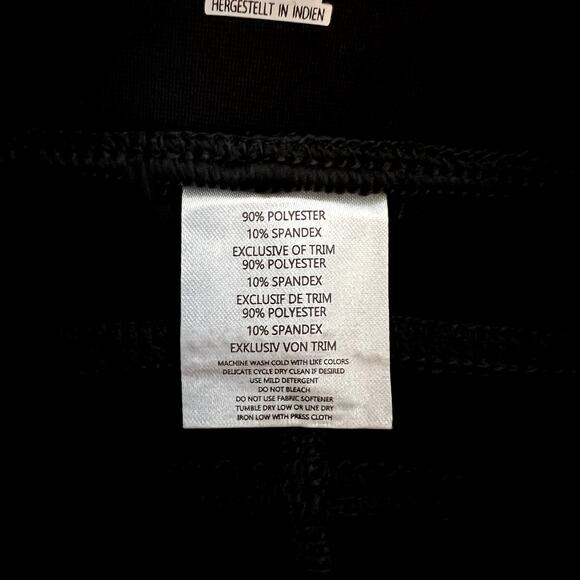 HERGESTELLT IN INDIEN
90% POLYESTER
10% SPANDEX
EXCLUSIVE OF TRIM
90% POLYESTER
10% SPANDEX
EXCLUSIF DE TRIM
90% POLYESTER
10% SPANDEX
EXKLUSIV VON TRIM
MACHINE WASH COLD WITH LIKE COLORS
DELICATE CYCLE DRY CLEAN IF DESIRED
USE MILD DETERGENT
DO NOT BLEACH
DO NOT USE FABRIC SOFTENER
TUMBLE DRY LOW OR LINE DRY
IRON LOW WITH PRESS CLOTH